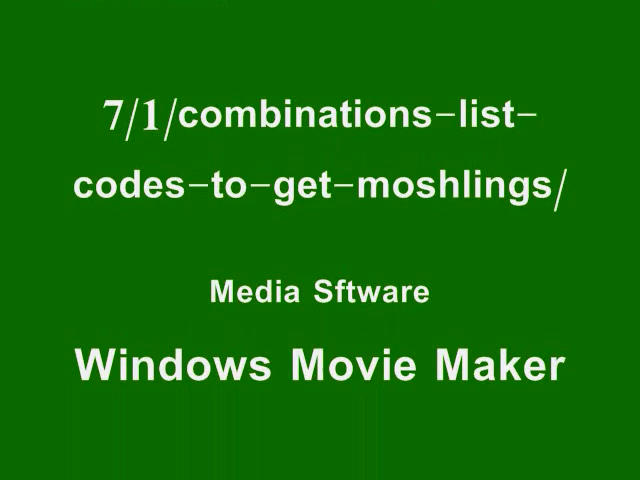 7/1/combinations-list-
codes-to-get-moshlings/
Media Sftware
Windows Movie Maker